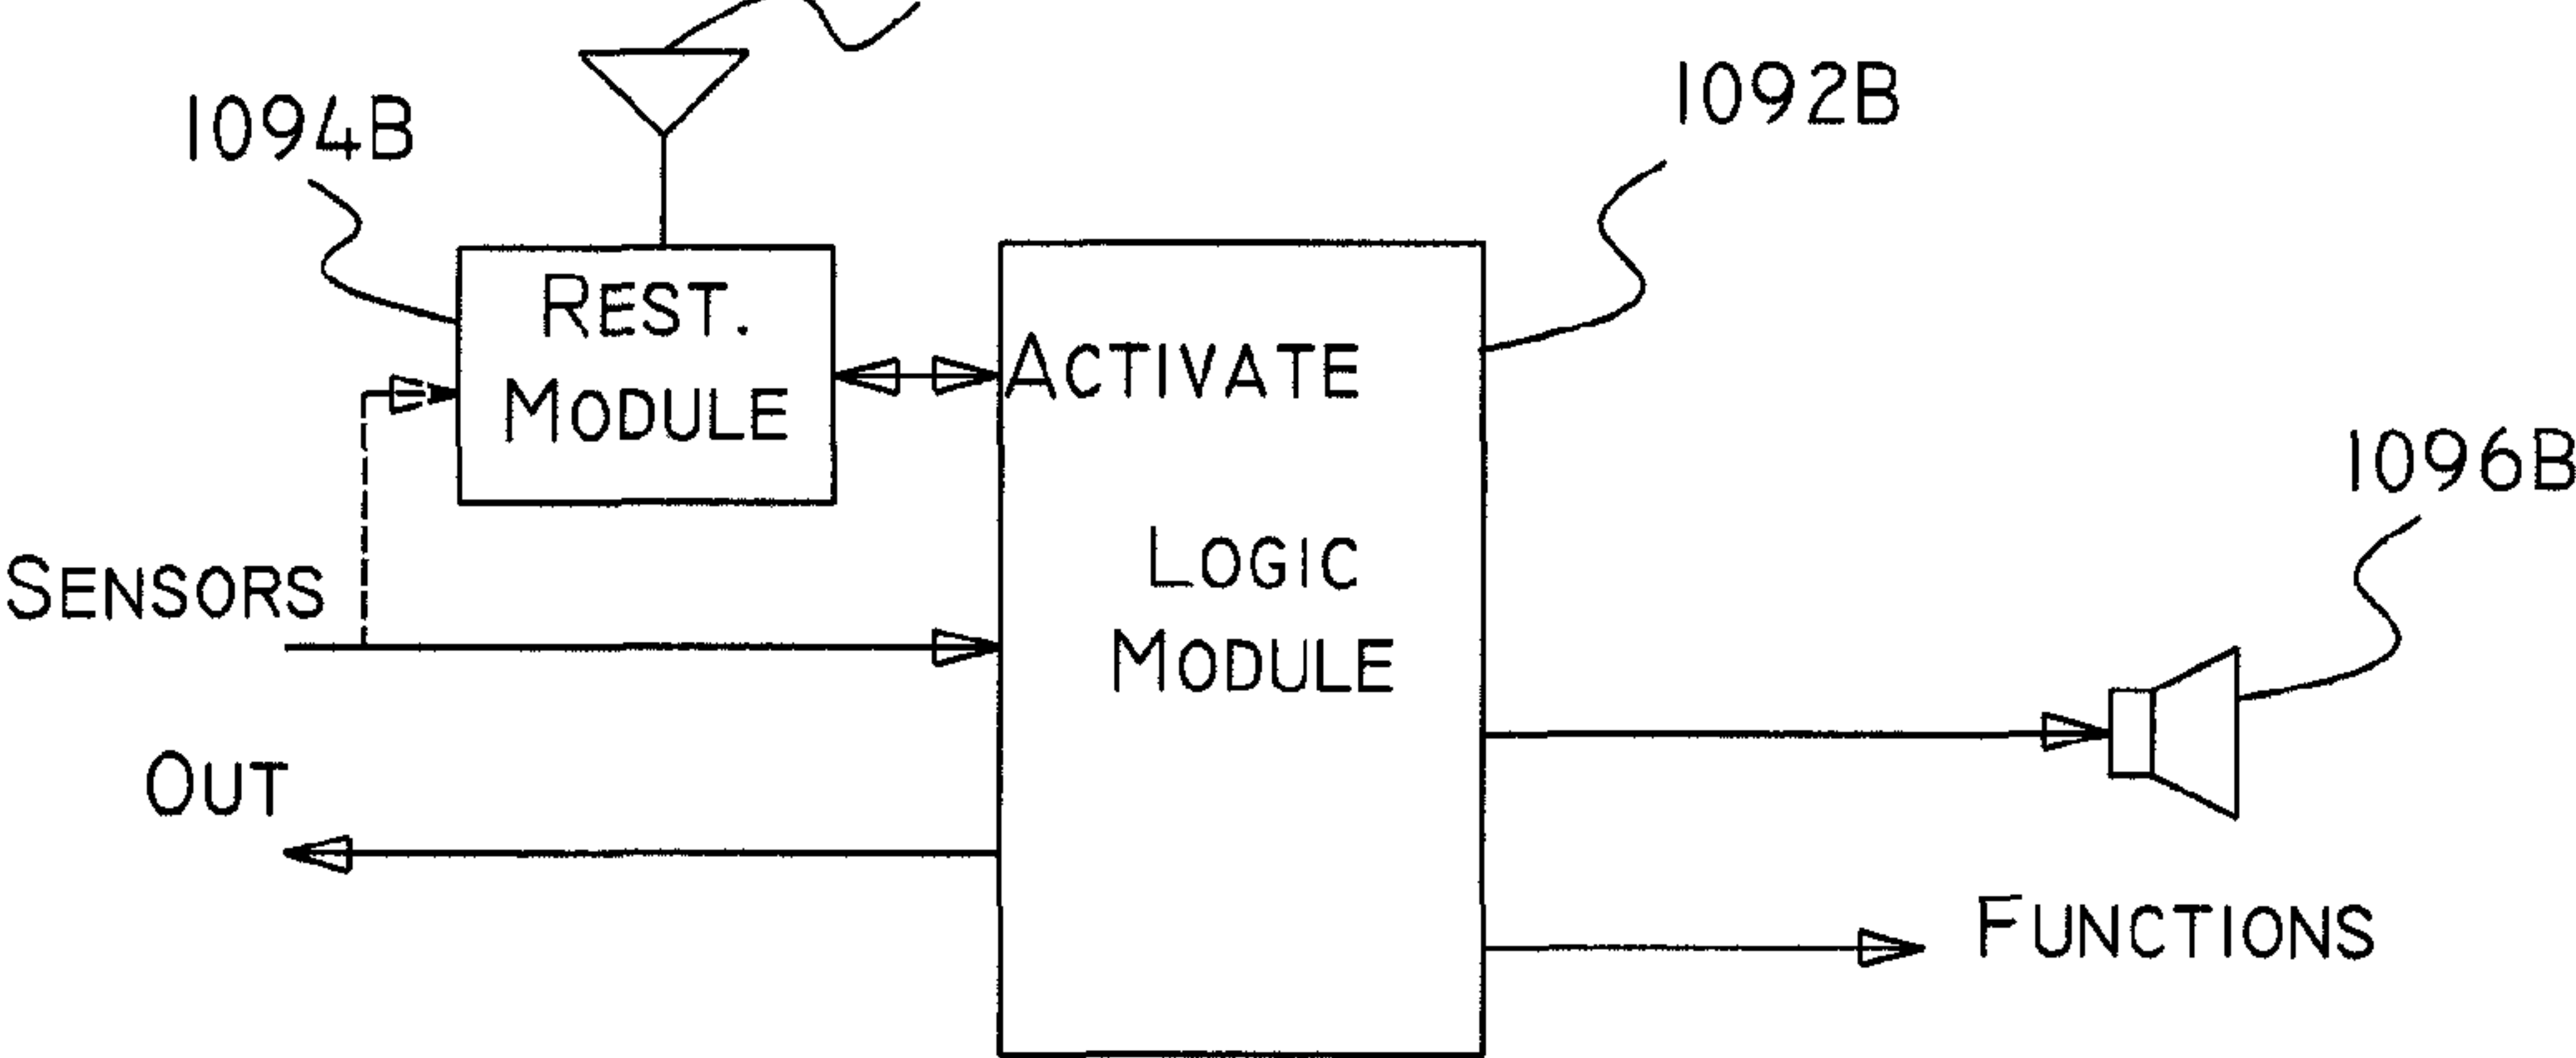 1094B
1092B
REST.
MODULE
ACTIVATE
LOGIC
MODULE
1096B
SENSORS
OUT
FUNCTIONS